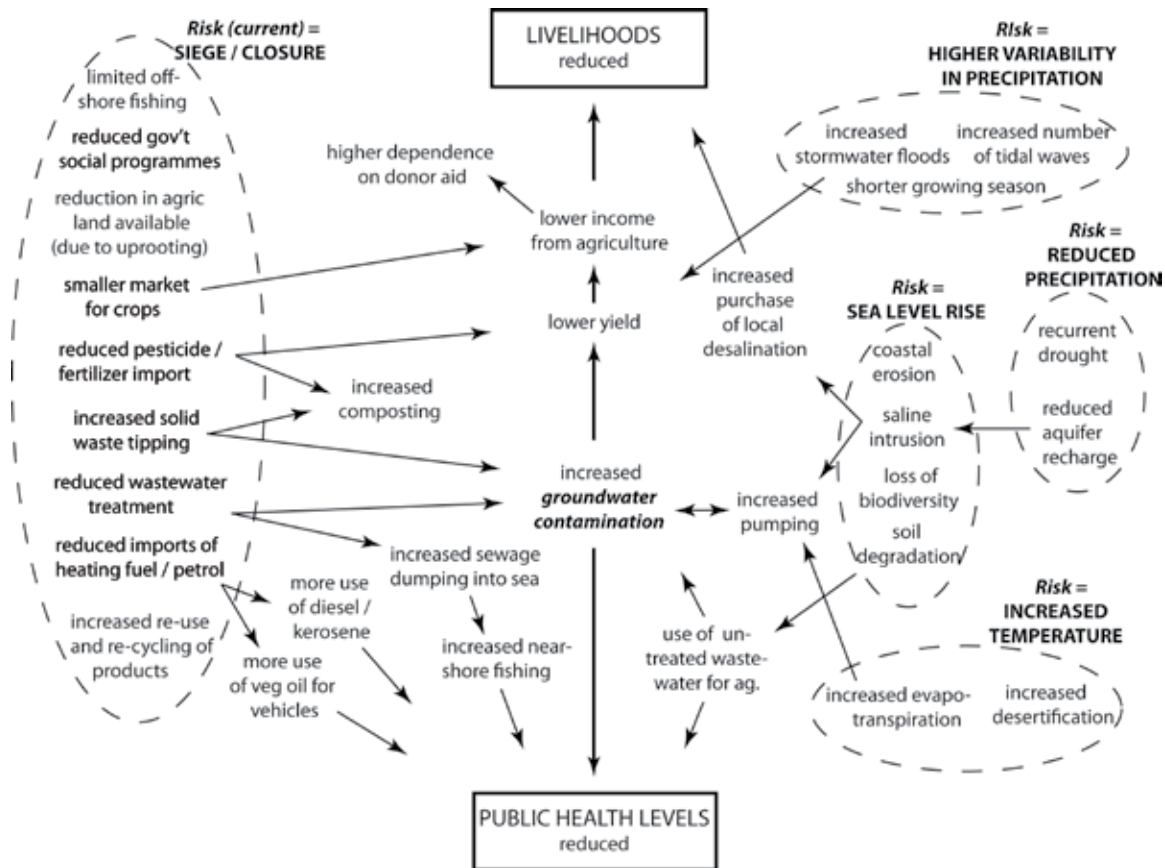 Risk (current) =
SIEGE / CLOSURE
limited off-
shore fishing
reduced gov't
social programmes
reduction in agric
land available
(due to uprooting)
smaller market
for crops
reduced pesticide /
fertilizer import
increased solid
waste tipping
reduced wastewater
treatment
reduced imports of
heating fuel / petrol
increased re-use
and re-cycling of
products
LIVELIHOODS
reduced
higher dependence
on donor aid
lower income
from agriculture
lower yield
increased
composting
increased
groundwater
contamination
increased sewage
dumping into sea
more use
of diesel /
kerosene
increased near-
shore fishing
more use
of veg oil for
vehicles
PUBLIC HEALTH LEVELS
reduced
RIsk =
HIGHER VARIABILITY
IN PRECIPITATION
increased
stormwater floods
increased number
of tidal waves
shorter growing season
increased
purchase
of local
desalination
Risk =
REDUCED
PRECIPITATION
recurrent
drought
reduced
aquifer
recharge
Risk =
SEA LEVEL RISE
coastal
erosion
saline
intrusion
loss of
biodiversity
soil
degradation
increased
pumping
use of un-
treated waste-
water for ag.
Risk =
INCREASED
TEMPERATURE
increased evapo-
transpiration
increased
desertification